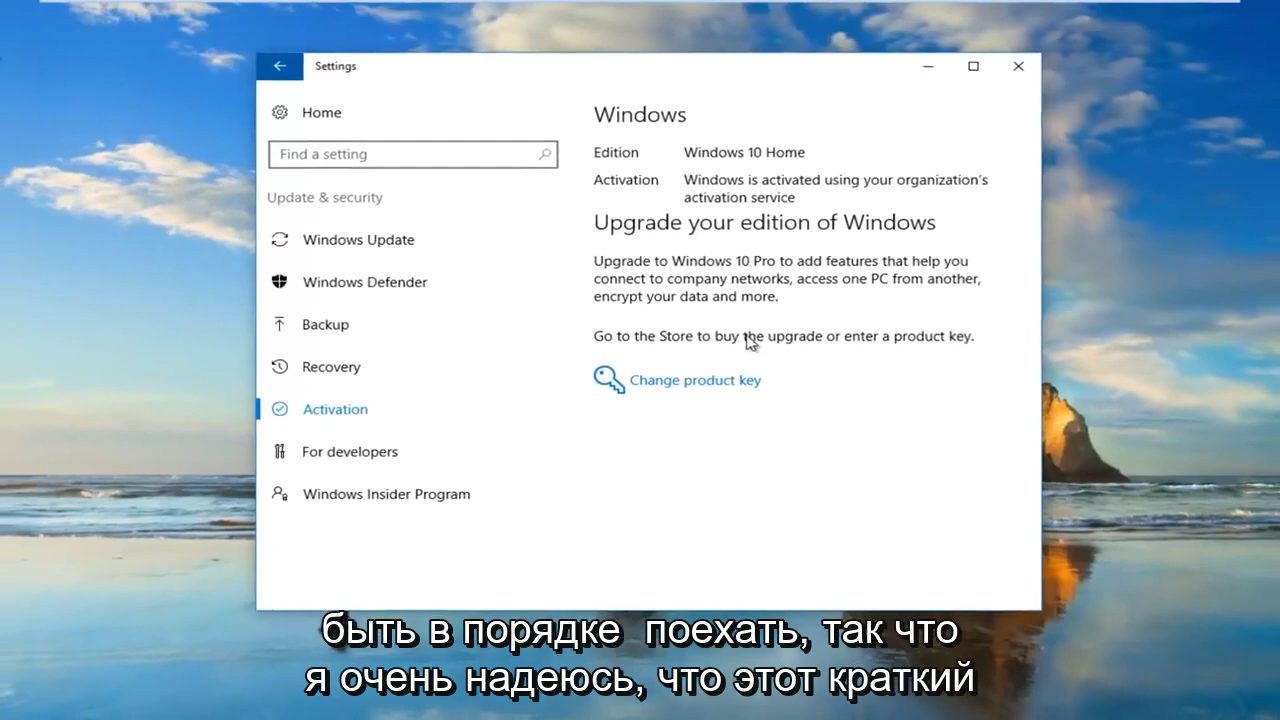 Settings
Home
Find a setting
Update & security
Windows Update
Windows Defender
Backup
Recovery
Activation
For developers
Windows Insider Program
Windows
Edition Windows 10 Home
Activation Windows is activated using your organization's
activation service
Upgrade your edition of Windows
Upgrade to Windows 10 Pro to add features that help you
connect to company networks, access one PC from another,
encrypt your data and more.
Go to the Store to buy the upgrade or enter a product key.
Change product key
быть в порядке поехать, так что
я очень надеюсь, что этот краткий